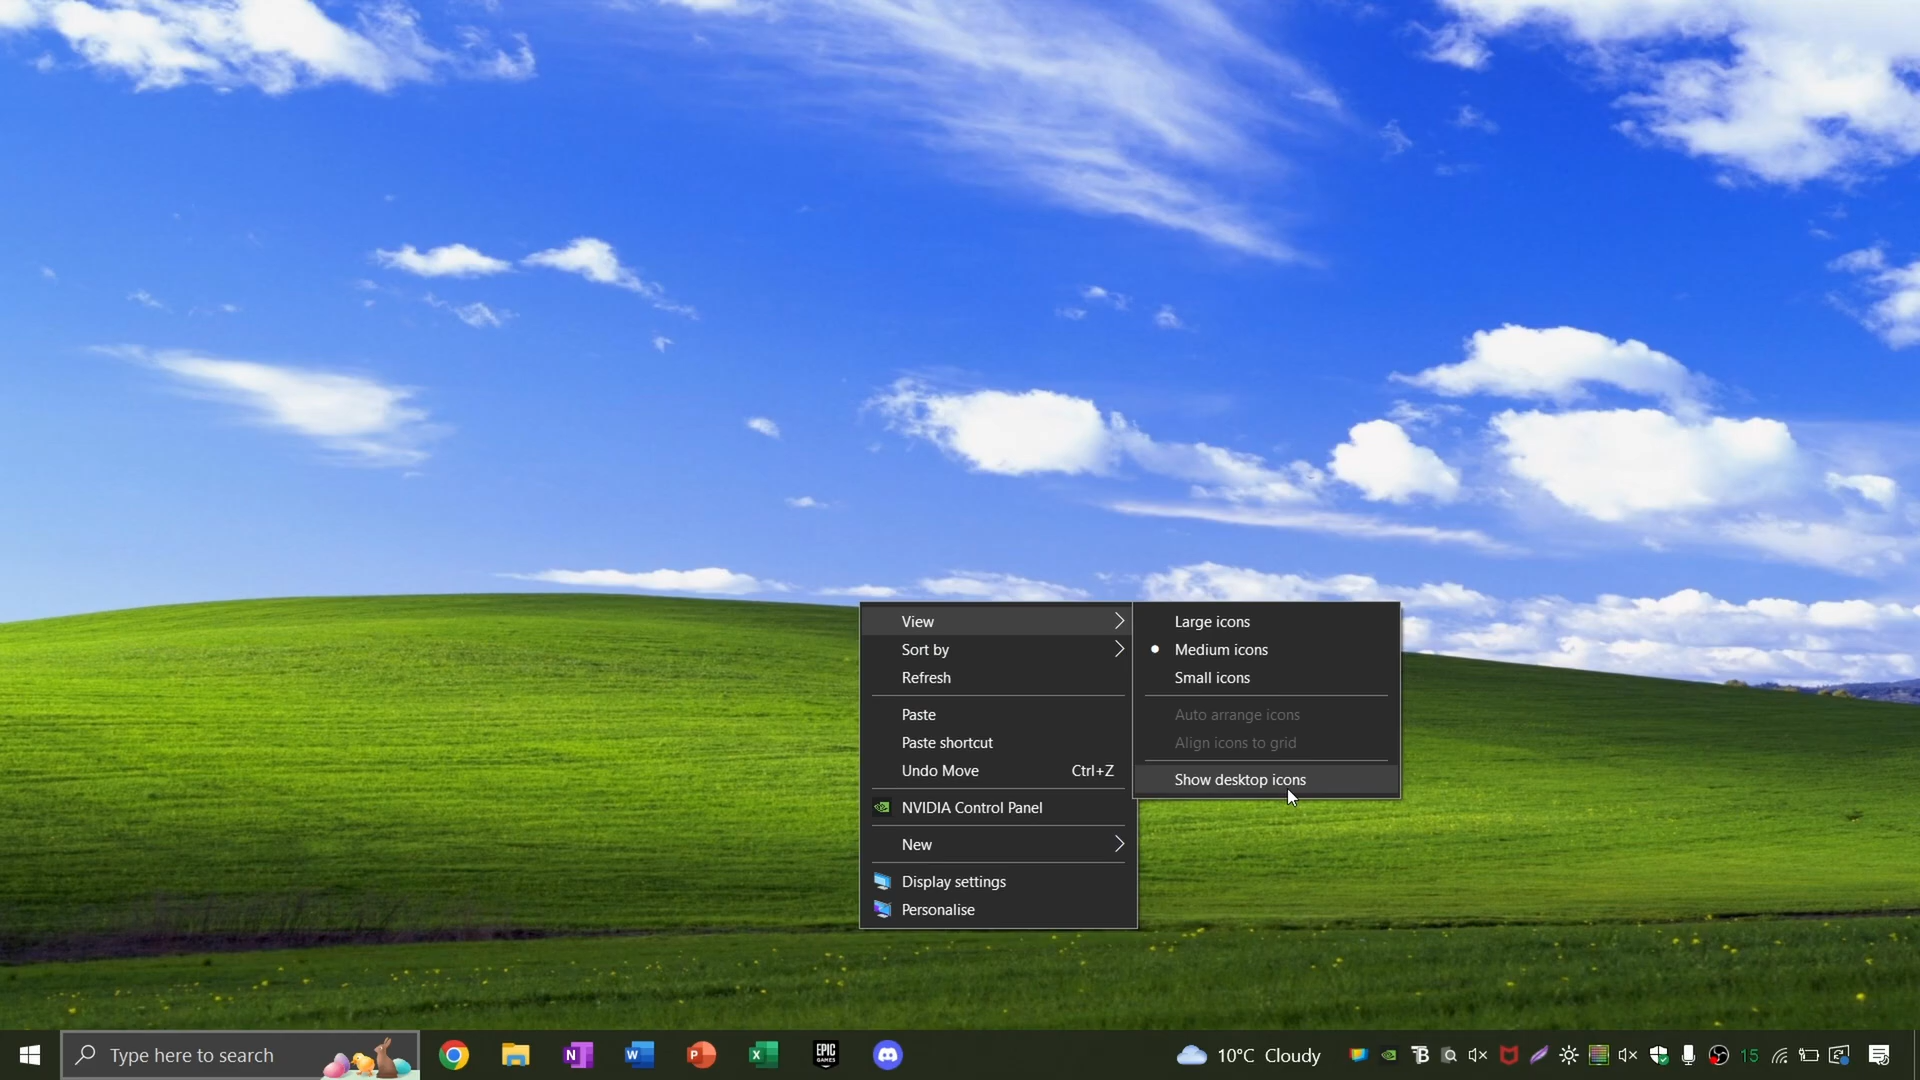 View
Sort by
Refresh
Paste
Paste shortcut
Undo Move Ctrl+Z
NVIDIA Control Panel
New
Display settings
Personalise
Large icons
Medium icons
Small icons
Auto arrange icons
Align icons to grid
Show desktop icons
Type here to search
N
W
P
X
EPIC
GAMES
10°C Cloudy
B
15